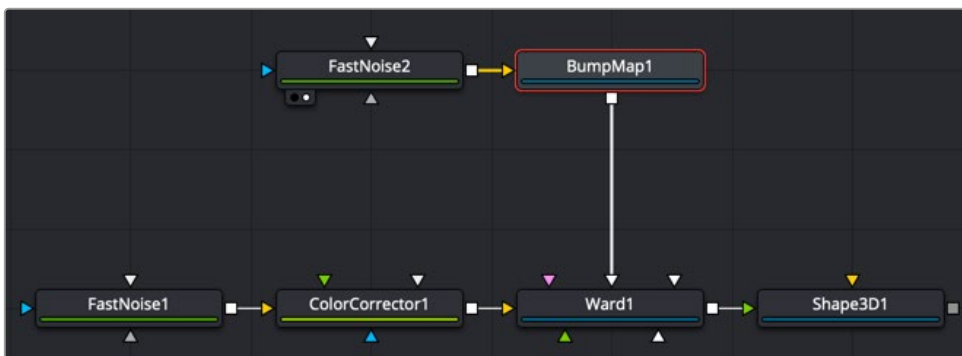 FastNoise2
BumpMap1
FastNoise1
ColorCorrector1
Ward1
Shape3D1